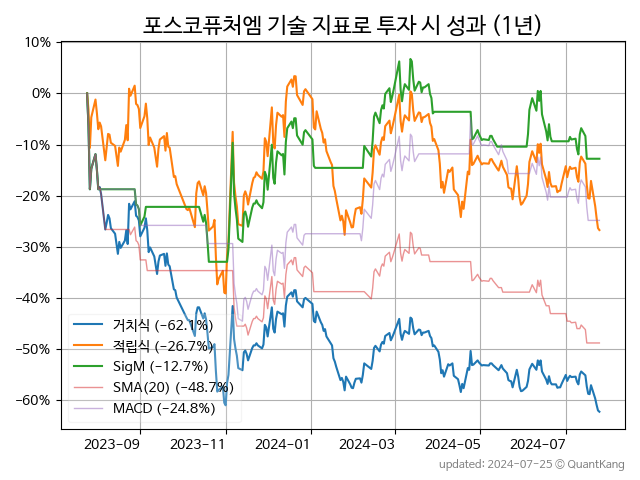 포스코퓨처엠 기술 지표로 투자 시 성과 (1년)
10%
0%
−10%
−20%
−30%
−40%
−50%
−60%
거치식 (−62.1%)
적립식 (−26.7%)
SigM (−12.7%)
SMA(20) (−48.7%)
MACD (−24.8%)
2023-09
2023-11
2024-01
2024-03
2024-05
2024-07
updated: 2024-07-25 © QuantKang